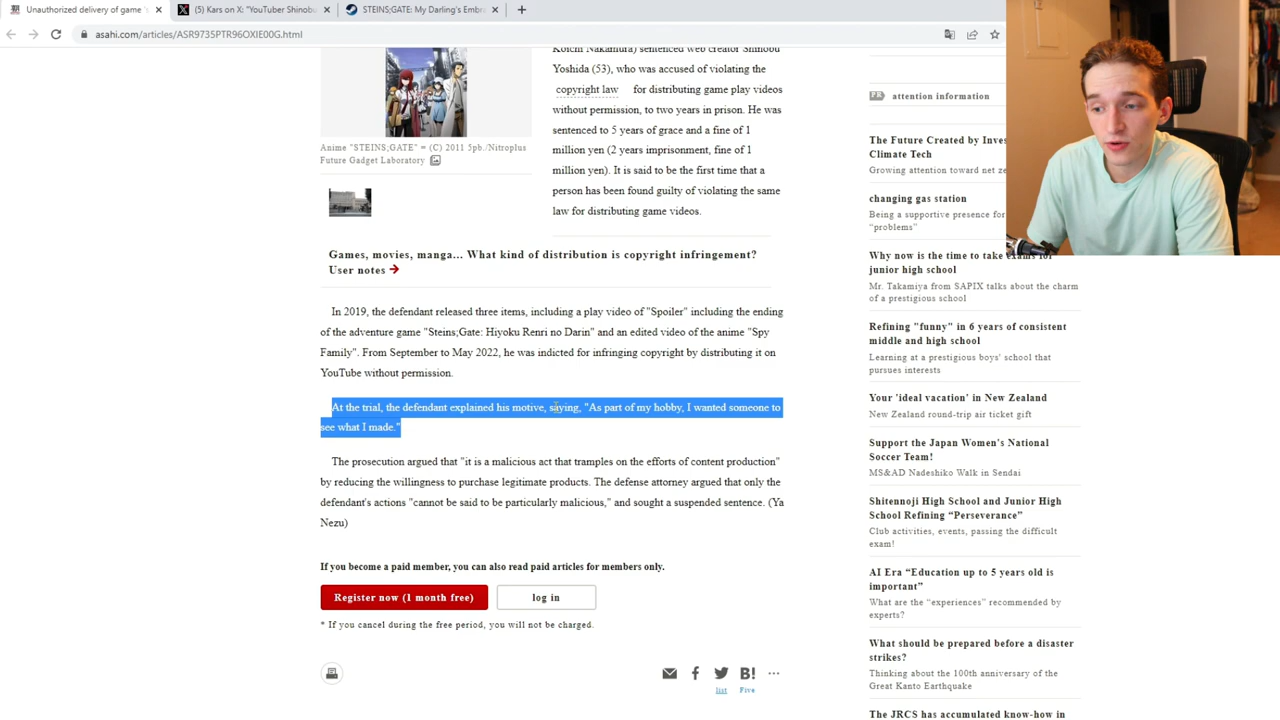 Unauthorized delivery of game '
(5) Kars on X: "YouTuber Shinobu
STEINS;GATE: My Darling's Embr
asahi.com/articles/ASR9735PTR96OXIE00G.html
Anime "STEINS;GATE" = (C) 2011 5pb./Nitroplus
Future Gadget Laboratory
Koichi Nakamura) sentenced web creator Shinobu
Yoshida (53), who was accused of violating the
copyright law for distributing game play videos
without permission, to two years in prison. He was
sentenced to 5 years of grace and a fine of 1
million yen (2 years imprisonment, fine of 1
million yen). It is said to be the first time that a
person has been found guilty of violating the same
law for distributing game videos.
Games, movies, manga... What kind of distribution is copyright infringement?
User notes
In 2019, the defendant released three items, including a play video of "Spoiler" including the ending
of the adventure game "Steins;Gate: Hiyoku Renri no Darin" and an edited video of the anime "Spy
Family". From September to May 2022, he was indicted for infringing copyright by distributing it on
YouTube without permission.
At the trial, the defendant explained his motive, saying, "As part of my hobby, I wanted someone to
see what I made."
The prosecution argued that "it is a malicious act that tramples on the efforts of content production"
by reducing the willingness to purchase legitimate products. The defense attorney argued that only the
defendant's actions "cannot be said to be particularly malicious," and sought a suspended sentence. (Ya
Nezu)
If you become a paid member, you can also read paid articles for members only.
Register now (1 month free)
log in
* If you cancel during the free period, you will not be charged.
B!
list
Five
PR attention information
The Future Created by Inves
Climate Tech
Growing attention toward net ze
changing gas station
Being a supportive presence for
"problems"
Why now is the time to take exams for
junior high school
Mr. Takamiya from SAPIX talks about the charm
of a prestigious school
Refining "funny" in 6 years of consistent
middle and high school
Learning at a prestigious boys' school that
pursues interests
Your 'ideal vacation' in New Zealand
New Zealand round-trip air ticket gift
Support the Japan Women's National
Soccer Team!
MS&AD Nadeshiko Walk in Sendai
Shitennoji High School and Junior High
School Refining "Perseverance"
Club activities, events, passing the difficult
exam!
AI Era "Education up to 5 years old is
important"
What are the "experiences" recommended by
experts?
What should be prepared before a disaster
strikes?
Thinking about the 100th anniversary of the
Great Kanto Earthquake
The JRCS has accumulated know-how in